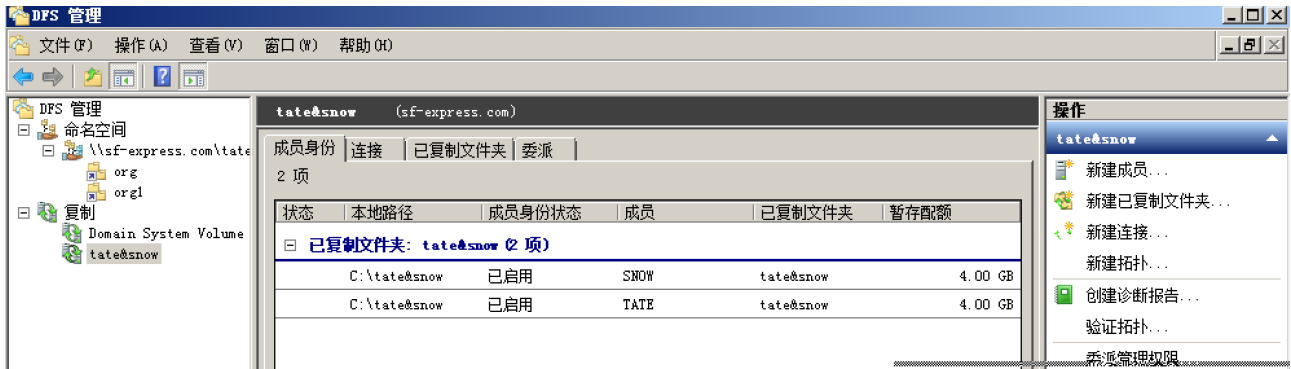 DFS 管理
文件(F) 操作(A) 查看(V) 窗口(W) 帮助(H)
DFS 管理
命名空间
\\sf-express.com\tate
org
org1
复制
Domain System Volume
tate&snow
tate&snow (sf-express.com)
成员身份 连接 已复制文件夹 委派
2 项
状态 本地路径 成员身份状态 成员 已复制文件夹 暂存配额
已复制文件夹: tate&snow (2 项)
C:\tate&snow 已启用 SNOW tate&snow 4.00 GB
C:\tate&snow 已启用 TATE tate&snow 4.00 GB
操作
tate&snow
新建成员...
新建已复制文件夹...
新建连接...
新建拓扑...
创建诊断报告...
验证拓扑...
委派管理权限